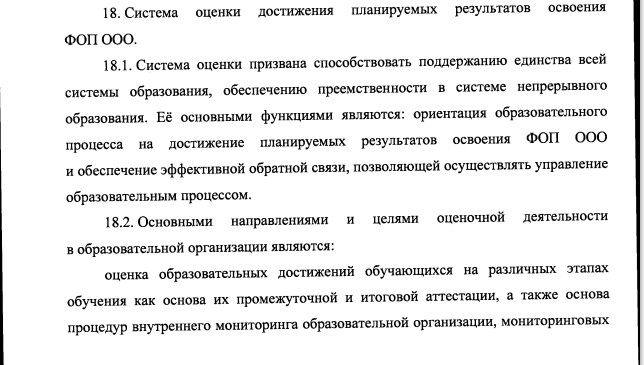 18. Система оценки достижения планируемых результатов освоения
ФОП ООО.
18.1. Система оценки призвана способствовать поддержанию единства всей
системы образования, обеспечению преемственности в системе непрерывного
образования. Её основными функциями являются: ориентация образовательного
процесса на достижение планируемых результатов освоения ФОП ООО
и обеспечение эффективной обратной связи, позволяющей осуществлять управление
образовательным процессом.
18.2. Основными направлениями и целями оценочной деятельности
в образовательной организации являются:
оценка образовательных достижений обучающихся на различных этапах
обучения как основа их промежуточной и итоговой аттестации, а также основа
процедур внутреннего мониторинга образовательной организации, мониторинговых